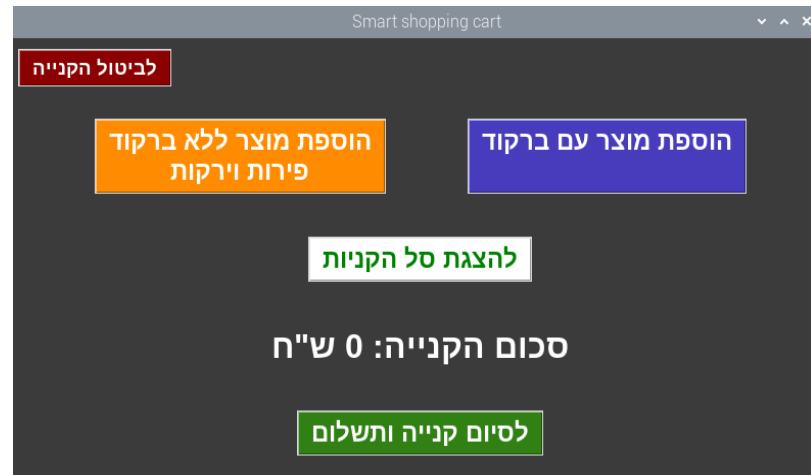 Smart shopping cart
לביטול הקנייה
הוספת מוצר עם ברקוד
הוספת מוצר ללא ברקוד
פירות וירקות
להצגת סל הקניות
סכום הקנייה: 0 ש"ח
לסיום קנייה ותשלום